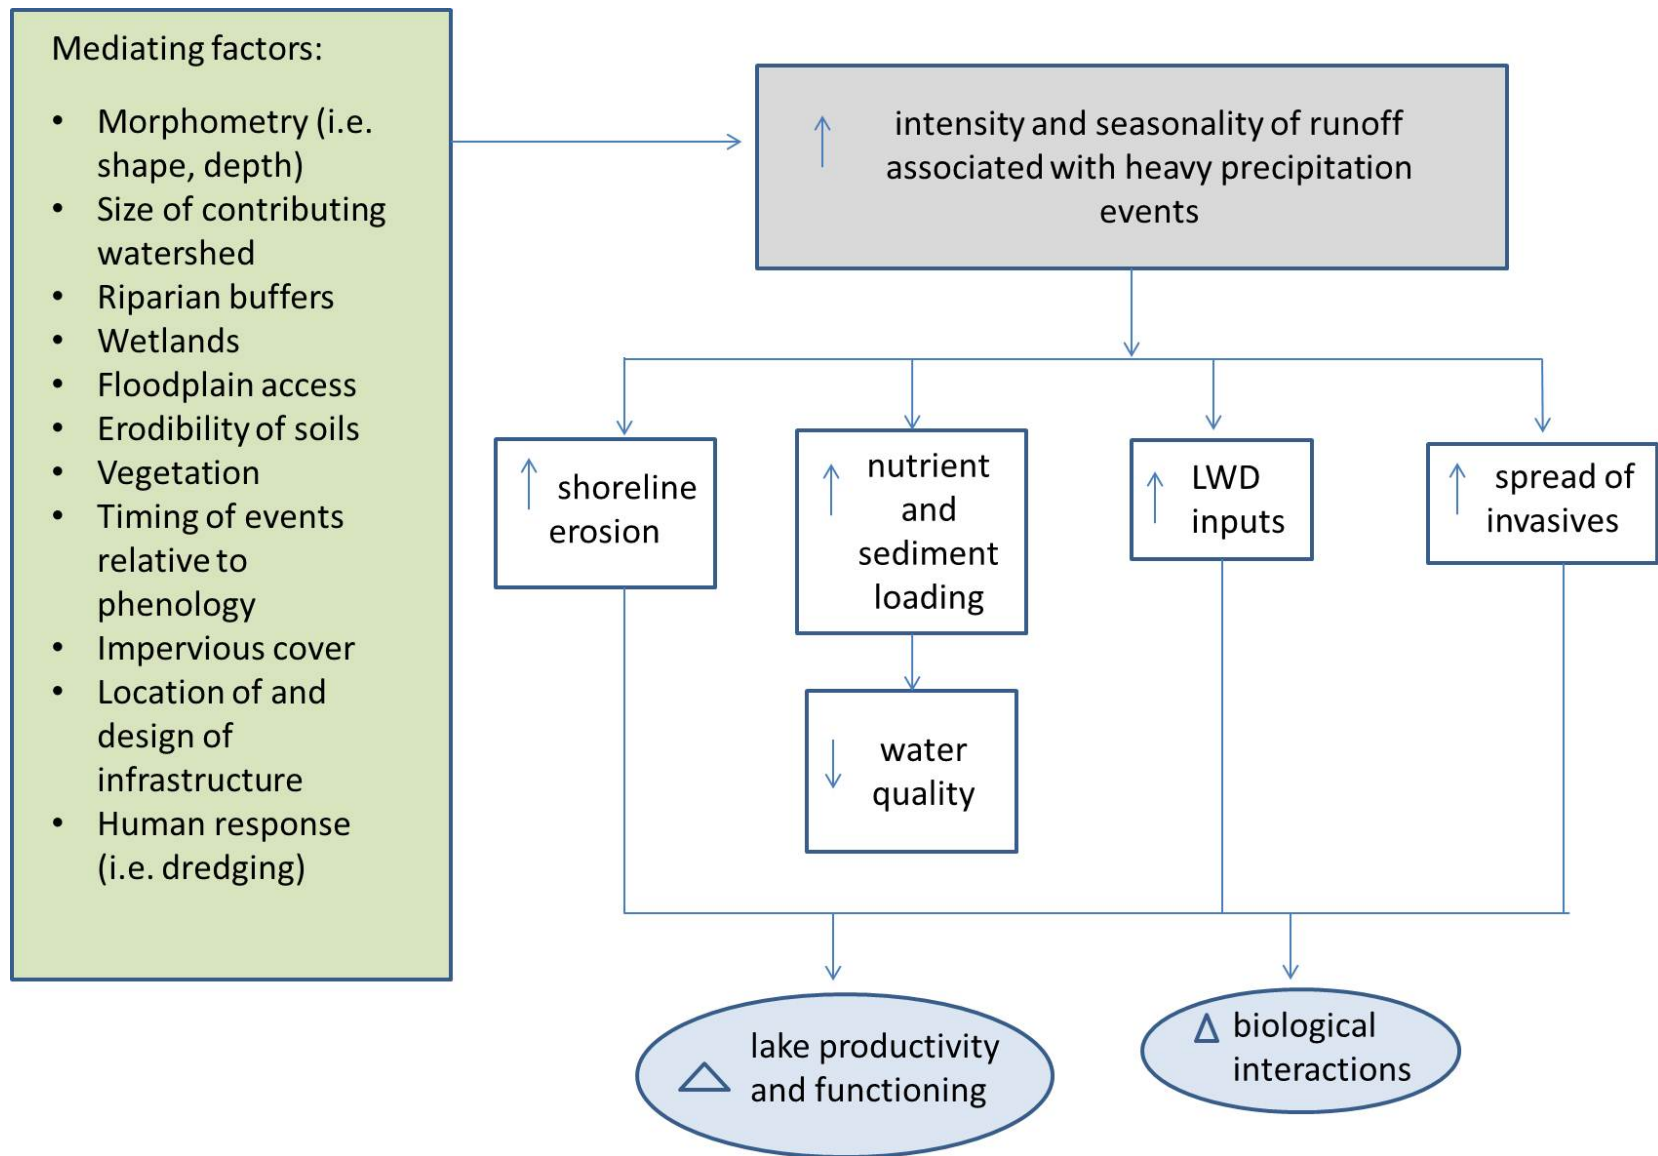 Mediating factors:
• Morphometry (i.e.
shape, depth)
• Size of contributing
watershed
• Riparian buffers
• Wetlands
• Floodplain access
• Erodibility of soils
• Vegetation
• Timing of events
relative to
phenology
• Impervious cover
• Location of and
design of
infrastructure
• Human response
(i.e. dredging)
↑ intensity and seasonality of runoff
associated with heavy precipitation
events
↑ shoreline
erosion
↑ nutrient
and
sediment
loading
↑ LWD
inputs
↑ spread of
invasives
↓ water
quality
△ lake productivity
and functioning
△ biological
interactions